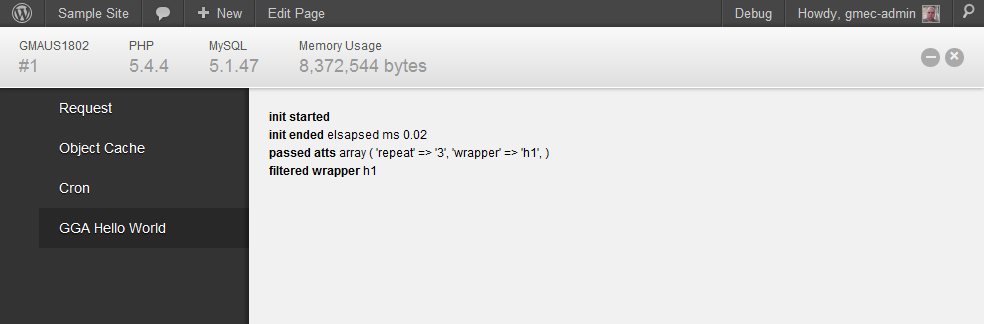 Sample Site + New Edit Page Debug Howdy, gmec-admin
GMAUS1802 PHP MySQL Memory Usage
#1 5.4.4 5.1.47 8,372,544 bytes
Request
Object Cache
Cron
GGA Hello World
init started
init ended elsapsed ms 0.02
passed atts array ( 'repeat' => '3', 'wrapper' => 'h1', )
filtered wrapper h1